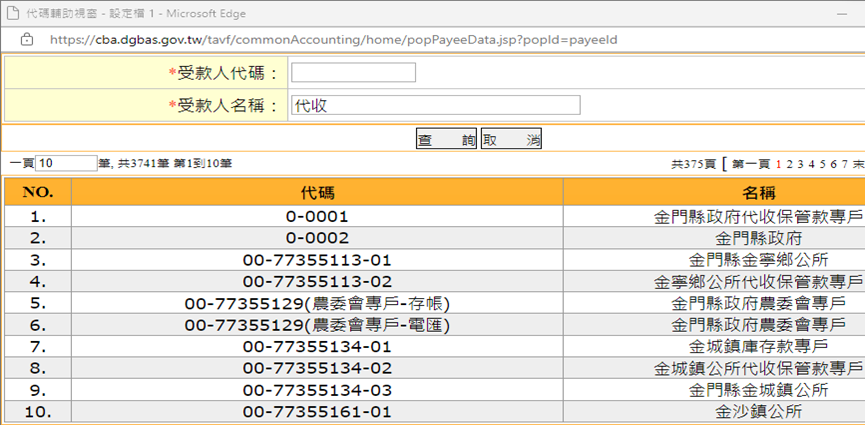 代碼輔助視窗 - 設定檔 1 - Microsoft Edge
https://cba.dgbas.gov.tw/tavf/commonAccounting/home/popPayeeData.jsp?popId=payeeId
*受款人代碼：
*受款人名稱： 代收
查 詢 取 消
一頁 10 筆, 共3741筆 第1到10筆 共375頁 [ 第一頁 1 2 3 4 5 6 7 末
NO. 代碼 名稱
1. 0-0001 金門縣政府代收保管款專戶
2. 0-0002 金門縣政府
3. 00-77355113-01 金門縣金寧鄉公所
4. 00-77355113-02 金寧鄉公所代收保管款專戶
5. 00-77355129(農委會專戶-存帳) 金門縣政府農委會專戶
6. 00-77355129(農委會專戶-電匯) 金門縣政府農委會專戶
7. 00-77355134-01 金城鎮庫存款專戶
8. 00-77355134-02 金城鎮公所代收保管款專戶
9. 00-77355134-03 金門縣金城鎮公所
10. 00-77355161-01 金沙鎮公所